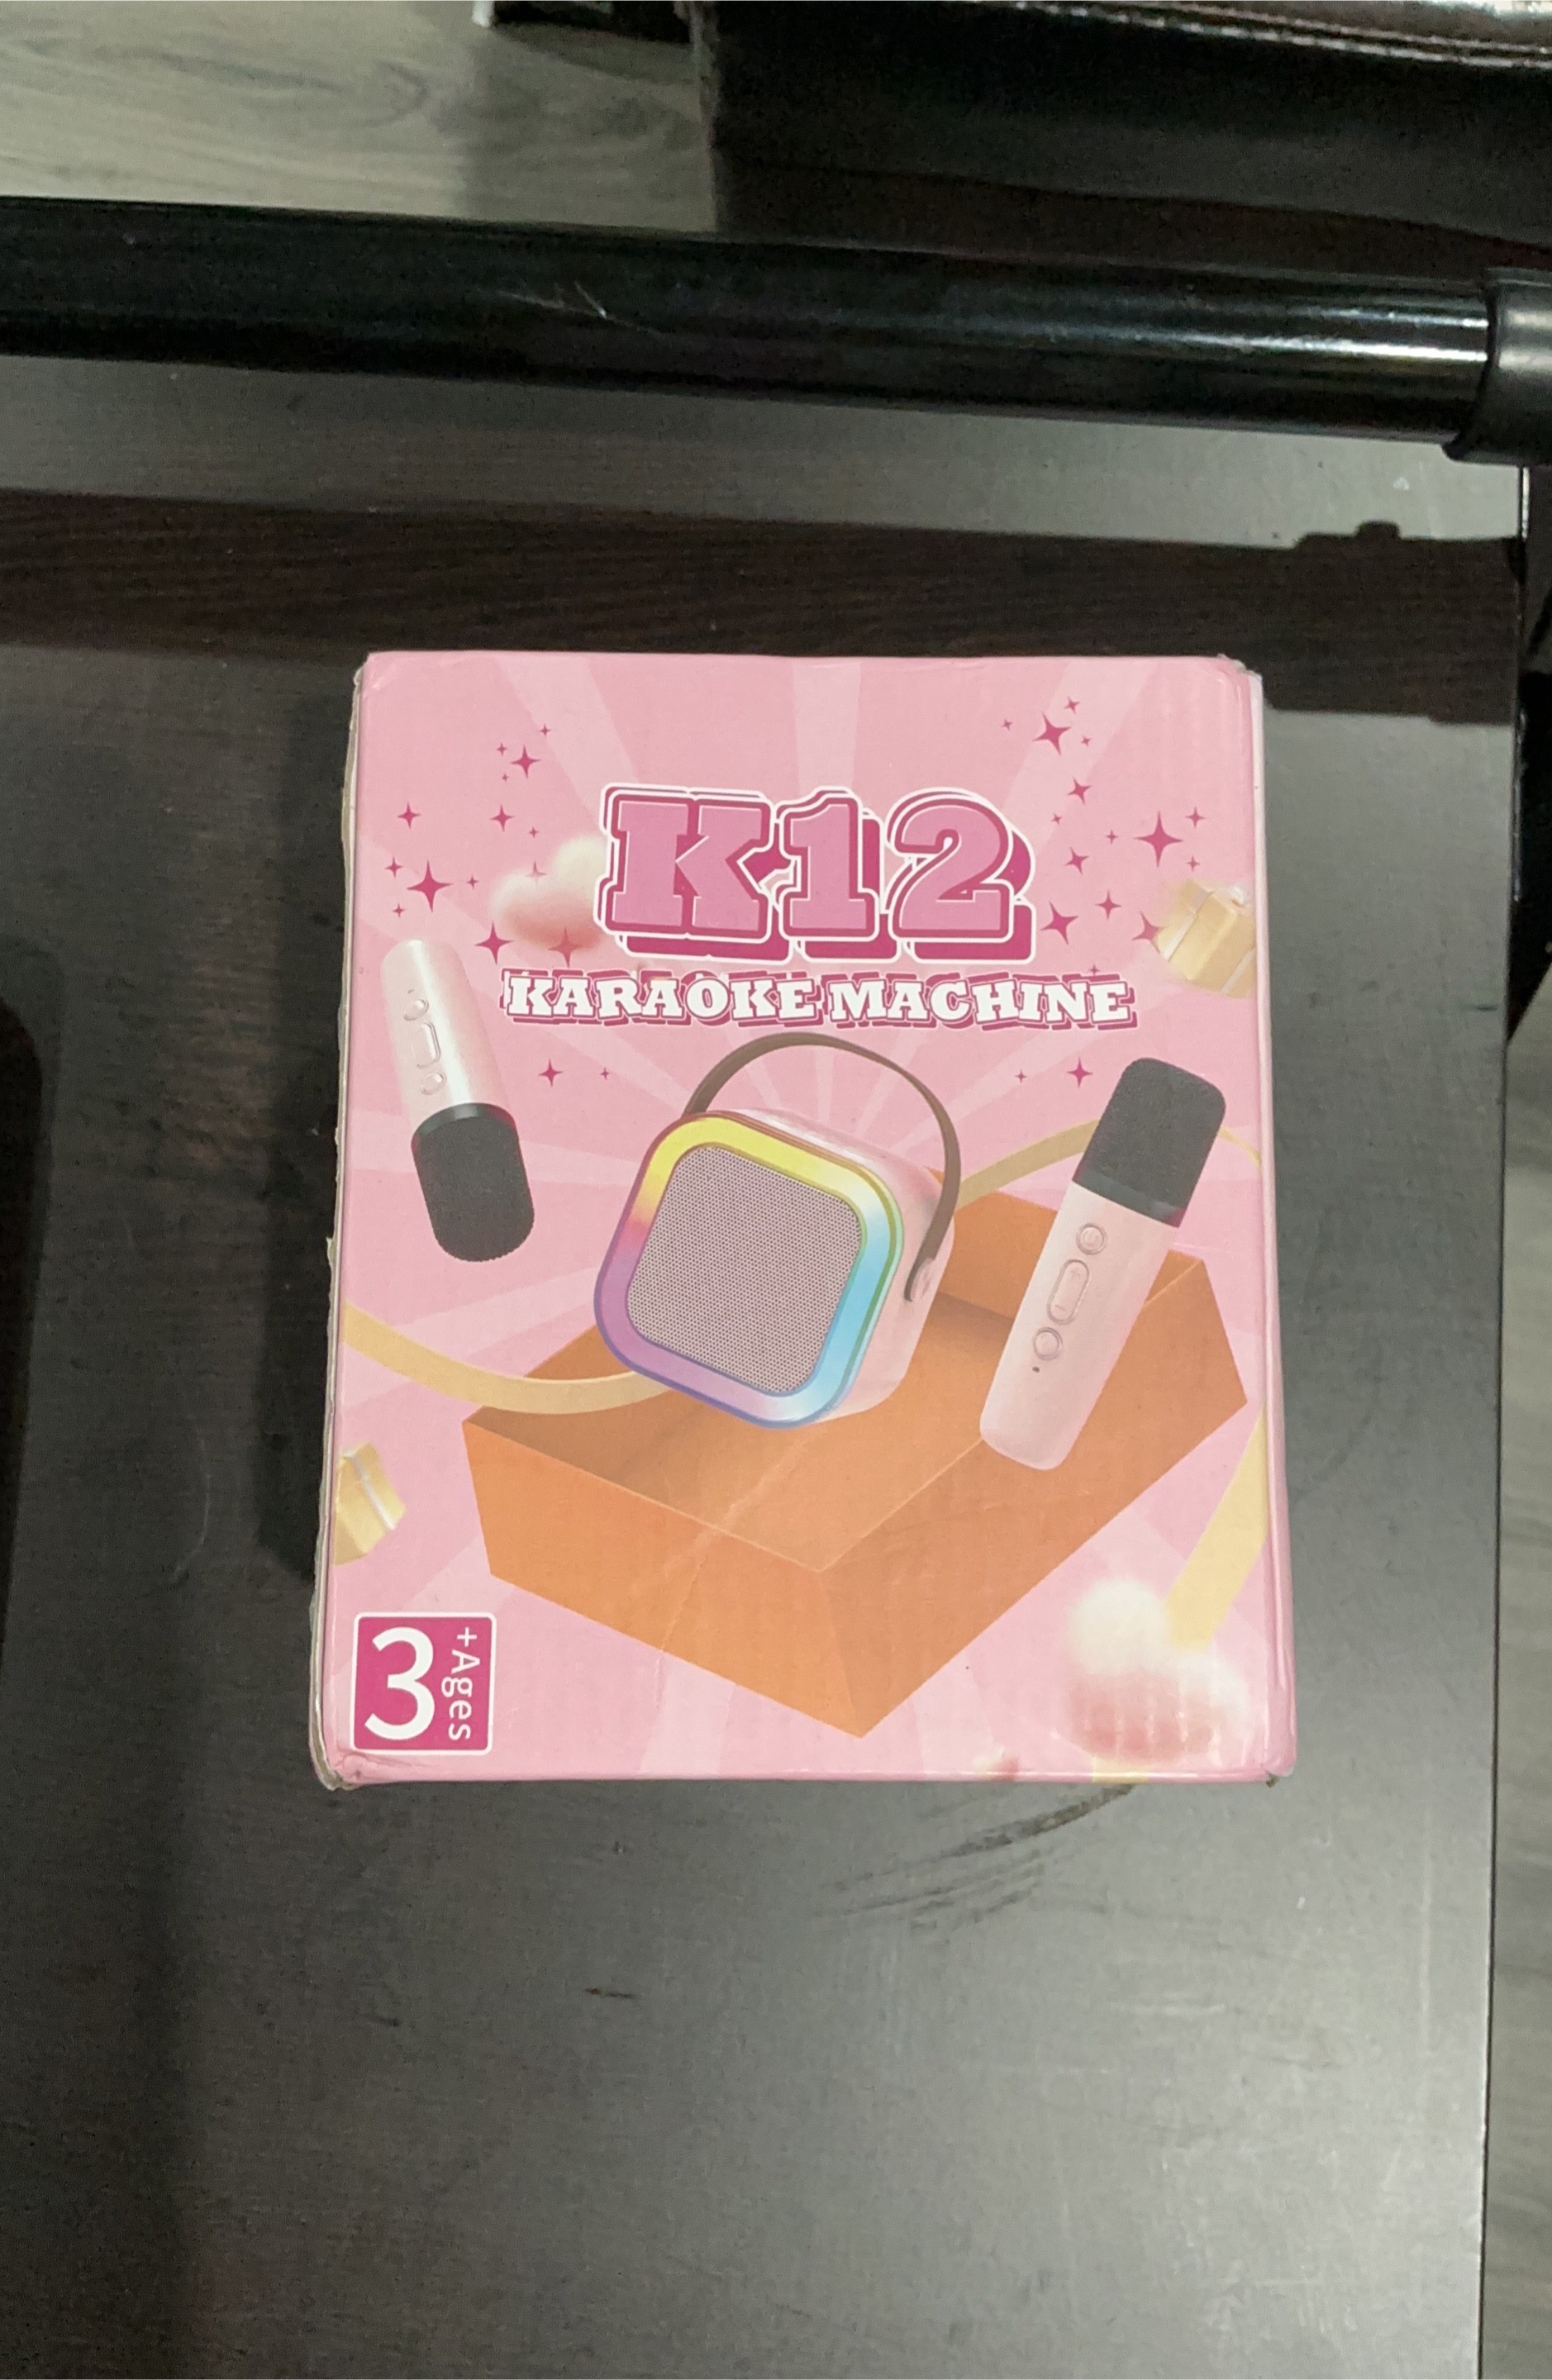 K12
KARAOKE MACHINE
3
+Ages